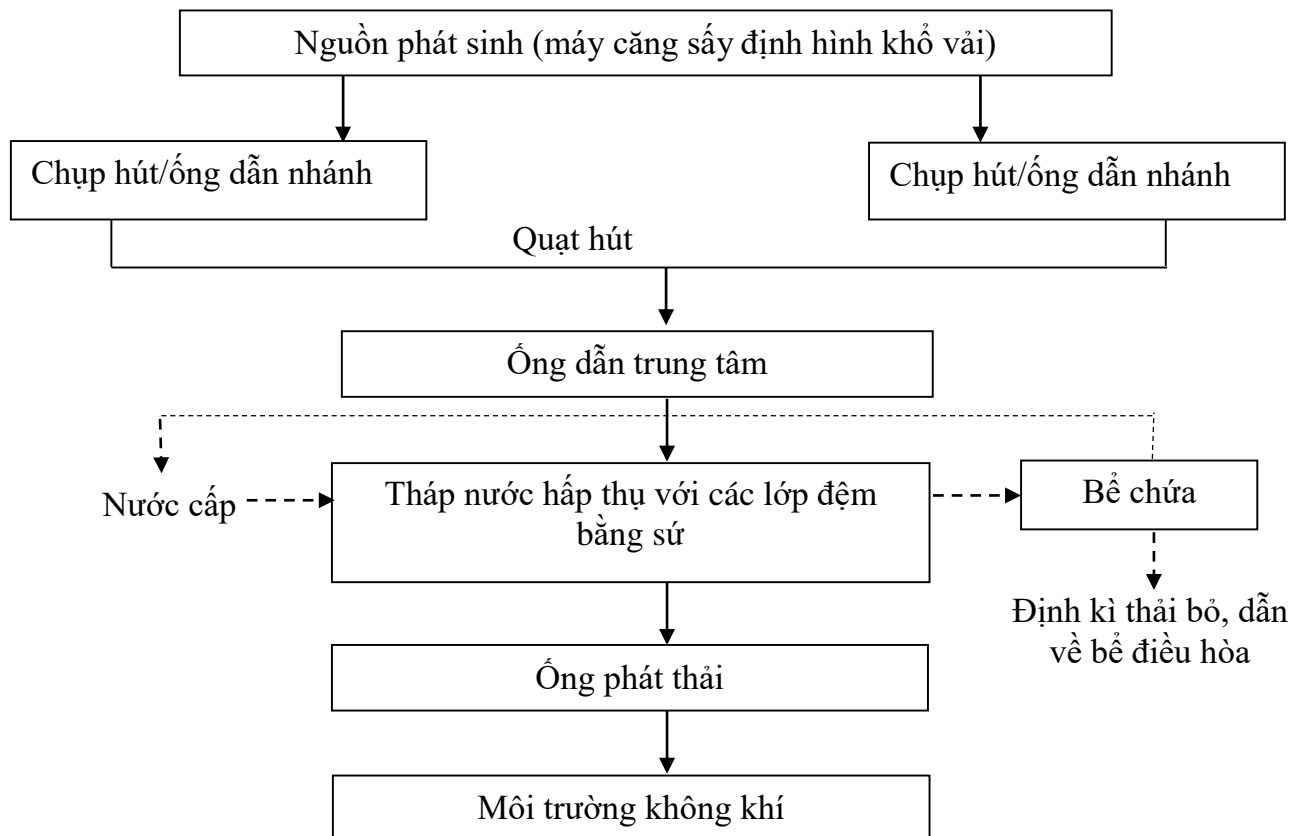 Nguồn phát sinh (máy căng sấy định hình khổ vải)
Chụp hút/ống dẫn nhánh
Chụp hút/ống dẫn nhánh
Quạt hút
Ống dẫn trung tâm
Nước cấp
Tháp nước hấp thụ với các lớp đệm
bằng sứ
Bể chứa
Định kì thải bỏ, dẫn
về bể điều hòa
Ống phát thải
Môi trường không khí